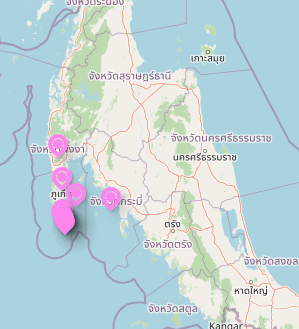 จังหวัดระนอง
เกาะสมุย
จังหวัดสุราษฎร์ธานี
จังหวัดนครศรีธรรมราช
จังหวัดพังงา
นครศรีธรรมราช
ภูเก็ต
จังหวัดกระบี่
ตรัง
จังหวัดตรัง
จังหวัดสงขลา
หาดใหญ่
จังหวัดสตูล
Kangar